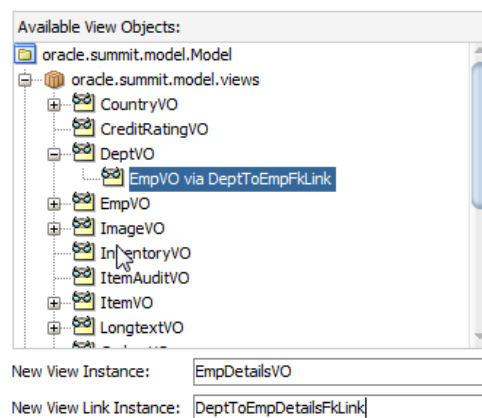 Available View Objects:
oracle.summit.model.Model
oracle.summit.model.views
CountryVO
CreditRatingVO
DeptVO
EmpVO via DeptToEmpFkLink
EmpVO
ImageVO
InventoryVO
ItemAuditVO
ItemVO
LongtextVO
New View Instance: EmpDetailsVO
New View Link Instance: DeptToEmpDetailsFkLink